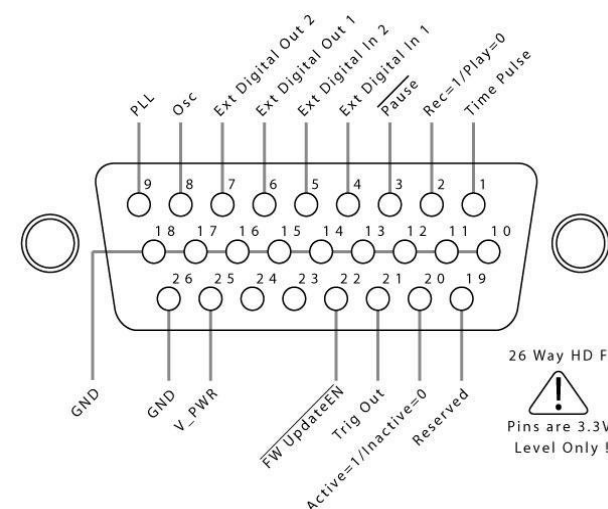 PLL
Osc
Ext Digital Out 2
Ext Digital Out 1
Ext Digital In 2
Ext Digital In 1
Pause
Rec=1/Play=0
Time Pulse
9 8 7 6 5 4 3 2 1
18 17 16 15 14 13 12 11 10
26 25 24 23 22 21 20 19
GND
GND
V_PWR
FW UpdateEN
Trig Out
Active=1/Inactive=0
Reserved
26 Way HD F
!
Pins are 3.3V
Level Only !